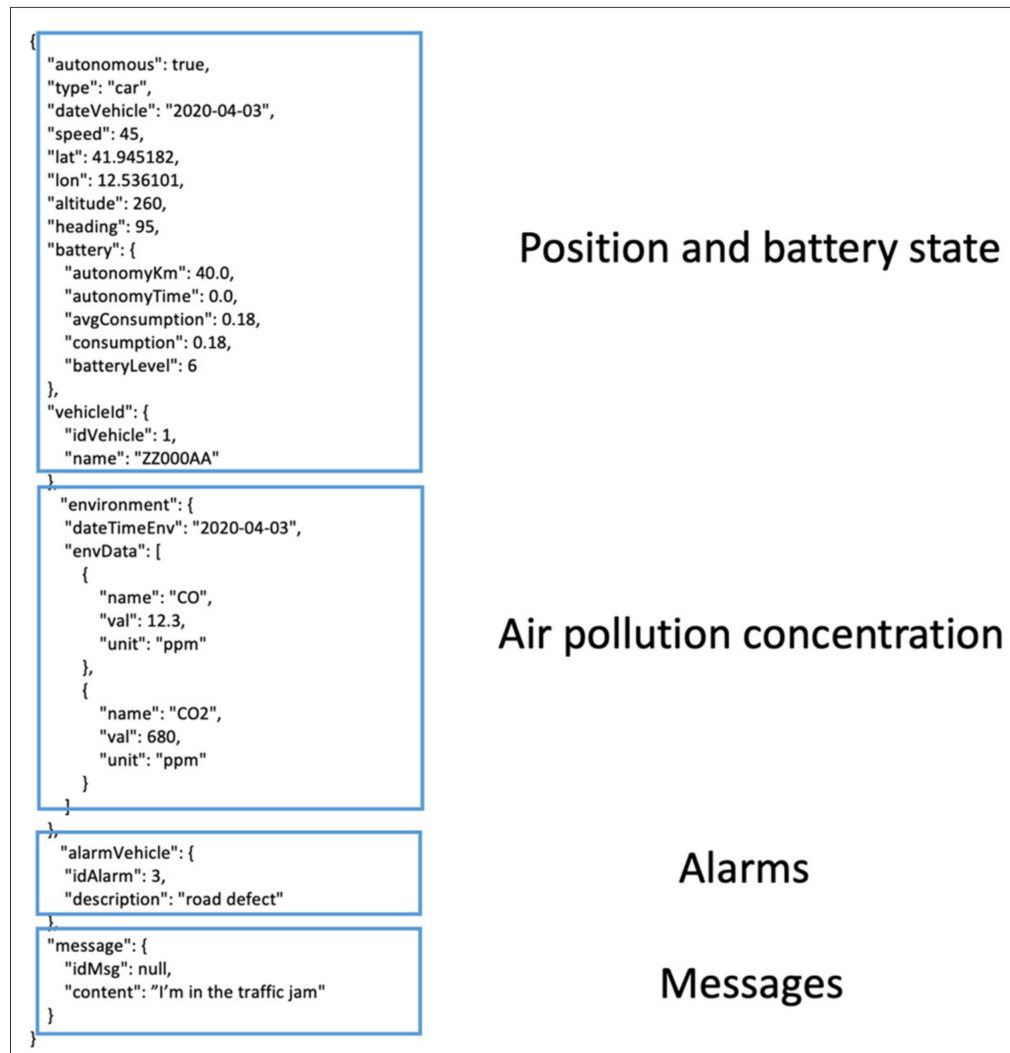 {
"autonomous": true,
"type": "car",
"dateVehicle": "2020-04-03",
"speed": 45,
"lat": 41.945182,
"lon": 12.536101,
"altitude": 260,
"heading": 95,
"battery": {
"autonomyKm": 40.0,
"autonomyTime": 0.0,
"avgConsumption": 0.18,
"consumption": 0.18,
"batteryLevel": 6
},
"vehicleId": {
"idVehicle": 1,
"name": "ZZ000AA"
},
Position and battery state
"environment": {
"dateTimeEnv": "2020-04-03",
"envData": [
{
"name": "CO",
"val": 12.3,
"unit": "ppm"
},
{
"name": "CO2",
"val": 680,
"unit": "ppm"
}
]
},
Air pollution concentration
"alarmVehicle": {
"idAlarm": 3,
"description": "road defect"
},
Alarms
"message": {
"idMsg": null,
"content": ”I’m in the traffic jam"
}
}
Messages